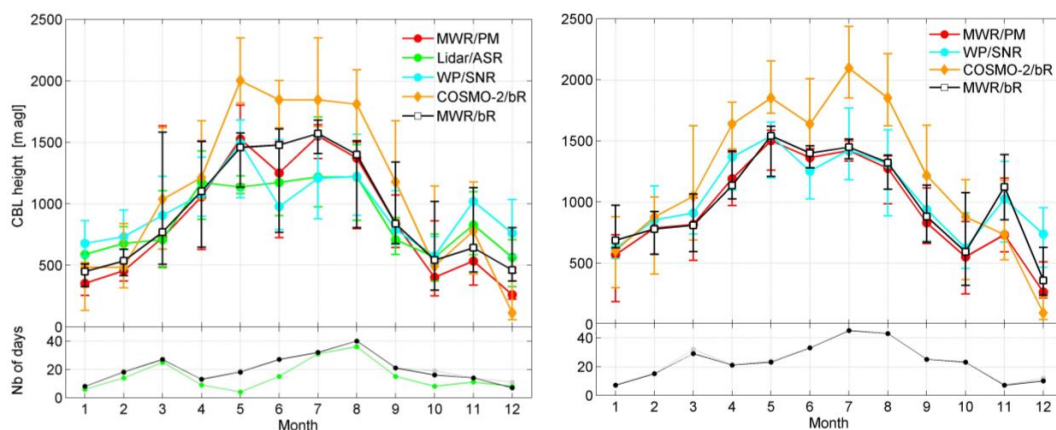 2500
2000
1500
1000
500
0
CBL height [m agl]
MWR/PM
Lidar/ASR
WP/SNR
COSMO-2/bR
MWR/bR
40
20
0
Nb of days
1 2 3 4 5 6 7 8 9 10 11 12
Month
2500
2000
1500
1000
500
0
MWR/PM
WP/SNR
COSMO-2/bR
MWR/bR
40
20
0
1 2 3 4 5 6 7 8 9 10 11 12
Month